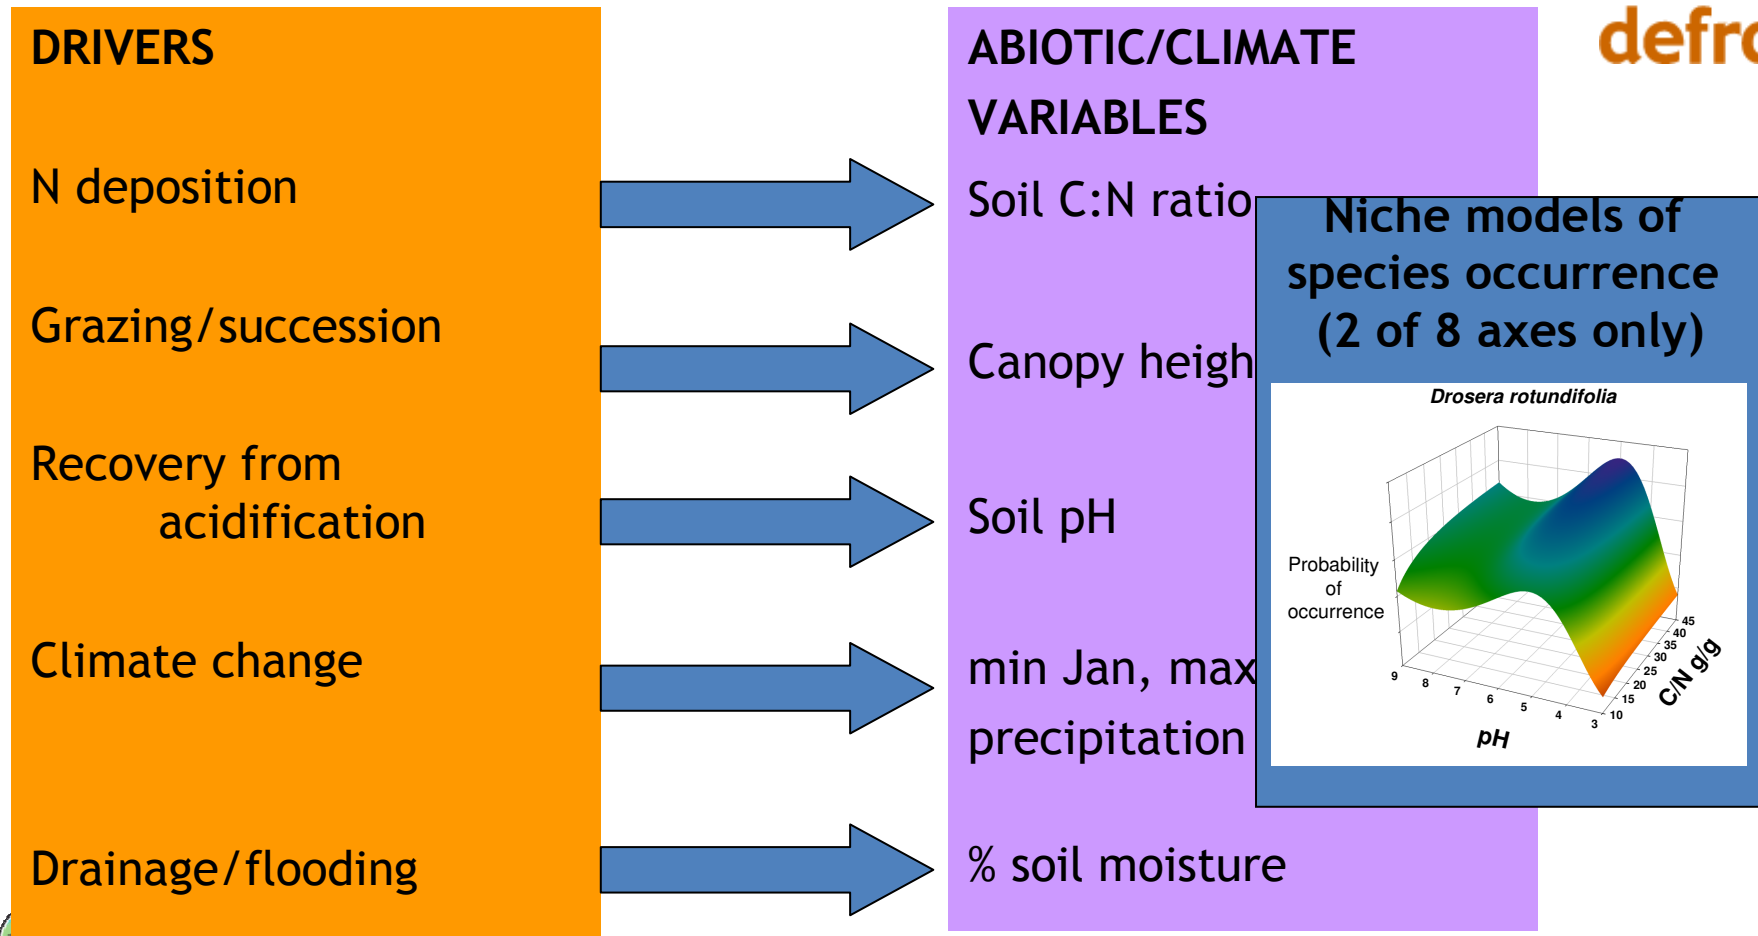 DRIVERS
N deposition
Grazing/succession
Recovery from
acidification
Climate change
Drainage/flooding
ABIOTIC/CLIMATE
VARIABLES
Soil C:N ratio
Canopy heigh
Soil pH
min Jan, max
precipitation
% soil moisture
defra
Niche models of
species occurrence
(2 of 8 axes only)
Drosera rotundifolia
Probability
of
occurrence
9 8 7 6 5 4 3
pH
10 15 20 25 30 35 40 45
C/N g/g